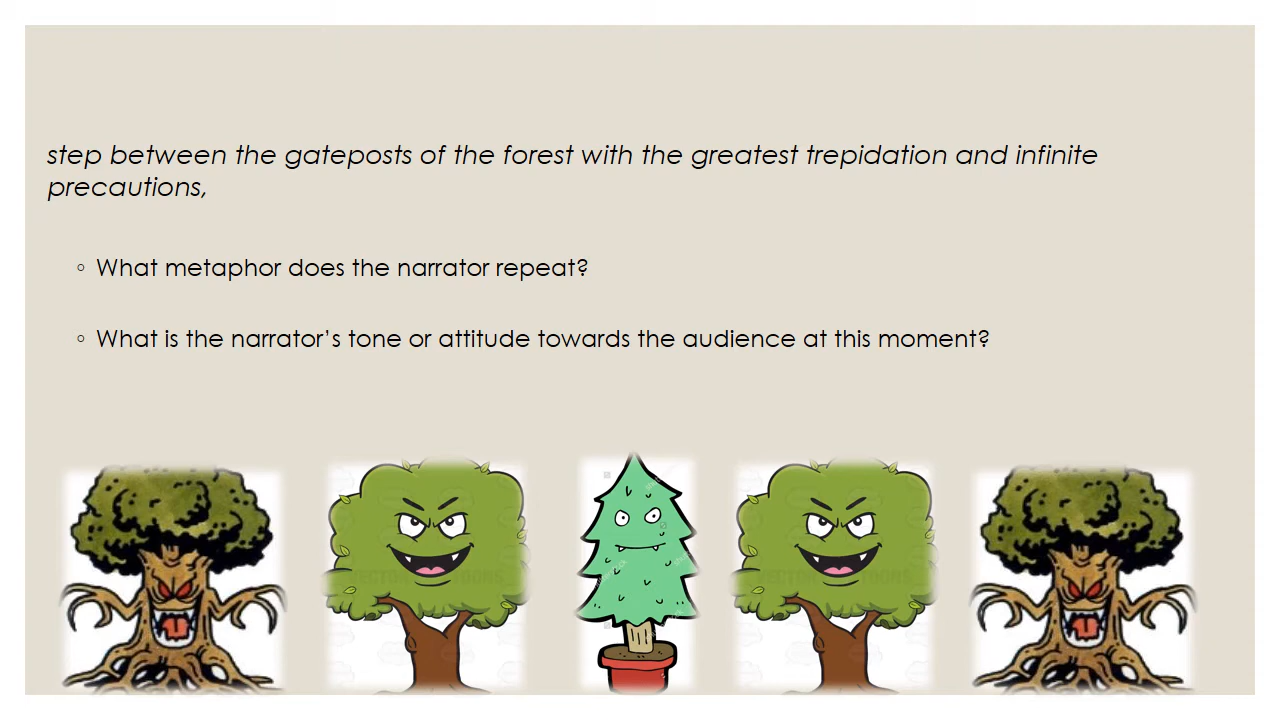 step between the gateposts of the forest with the greatest trepidation and infinite
precautions,
◦ What metaphor does the narrator repeat?
◦ What is the narrator’s tone or attitude towards the audience at this moment?